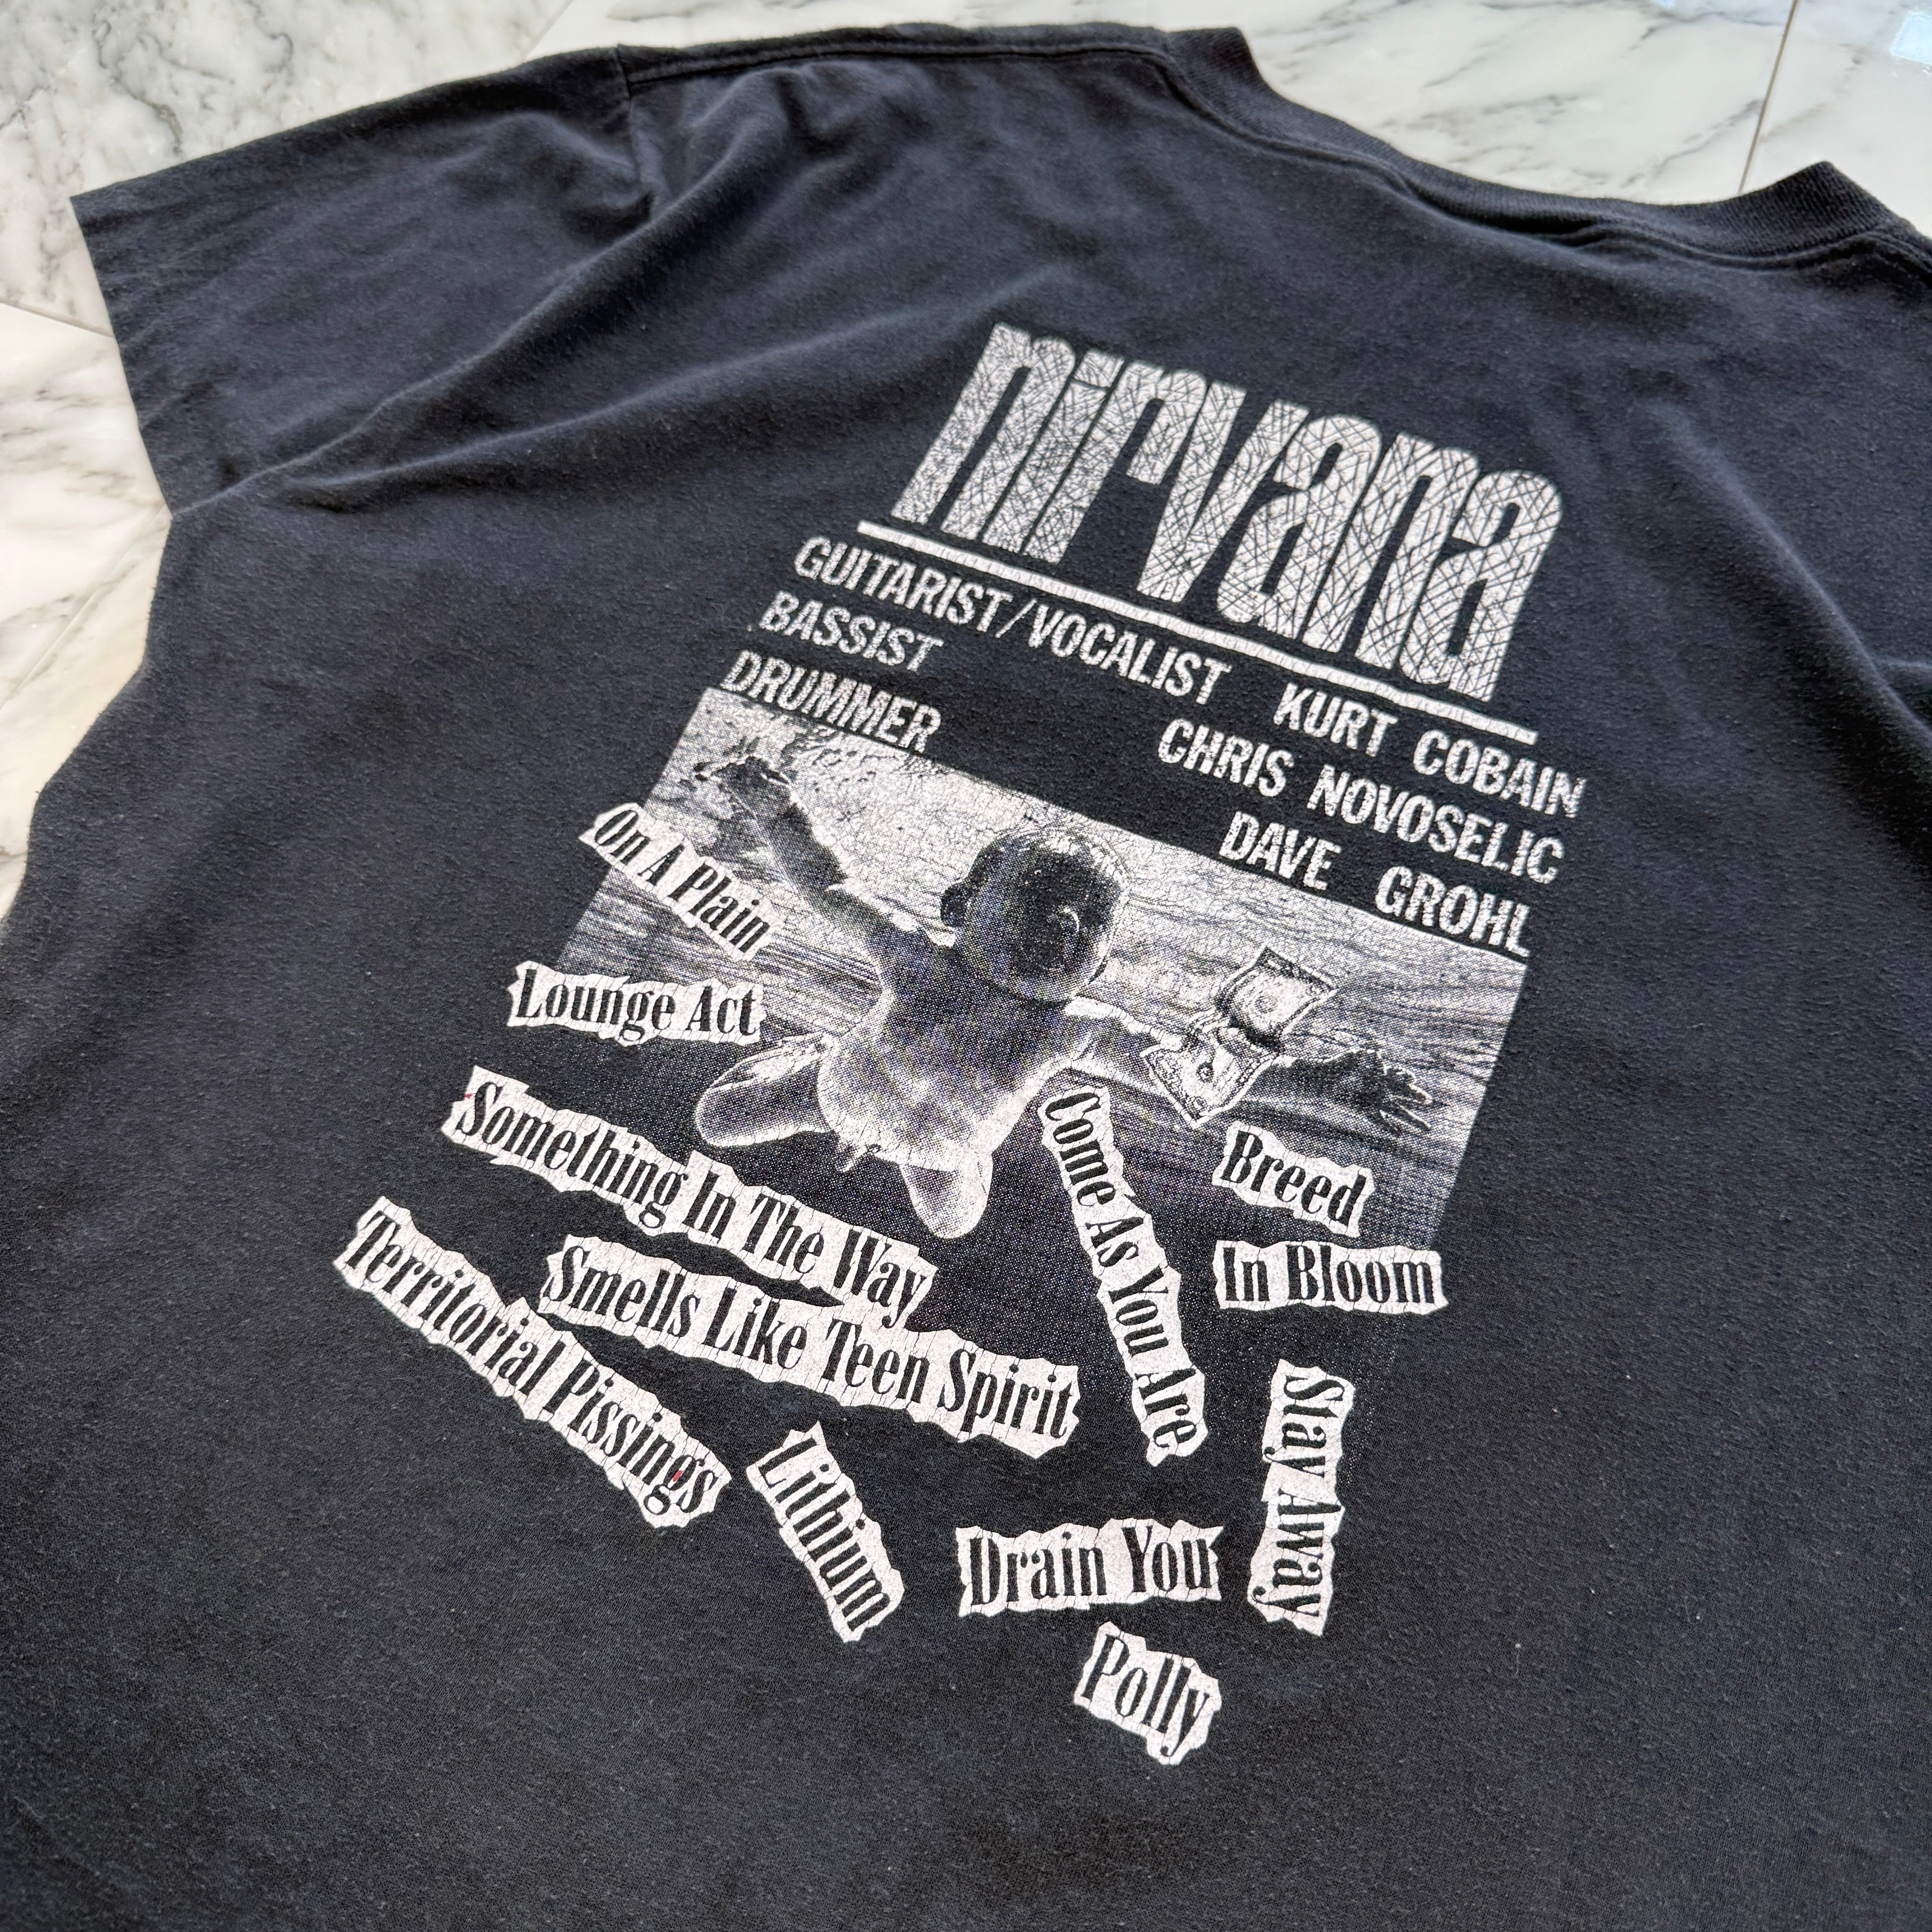 nirvana
GUITARIST/VOCALIST KURT COBAIN
BASSIST CHRIS NOVOSELIC
DRUMMER DAVE GROHL
On A Plain
Lounge Act
Something In The Way
Come As You Are
Breed
In Bloom
Territorial Pissings
Smells Like Teen Spirit
Stay Away
Lithium
Drain You
Polly